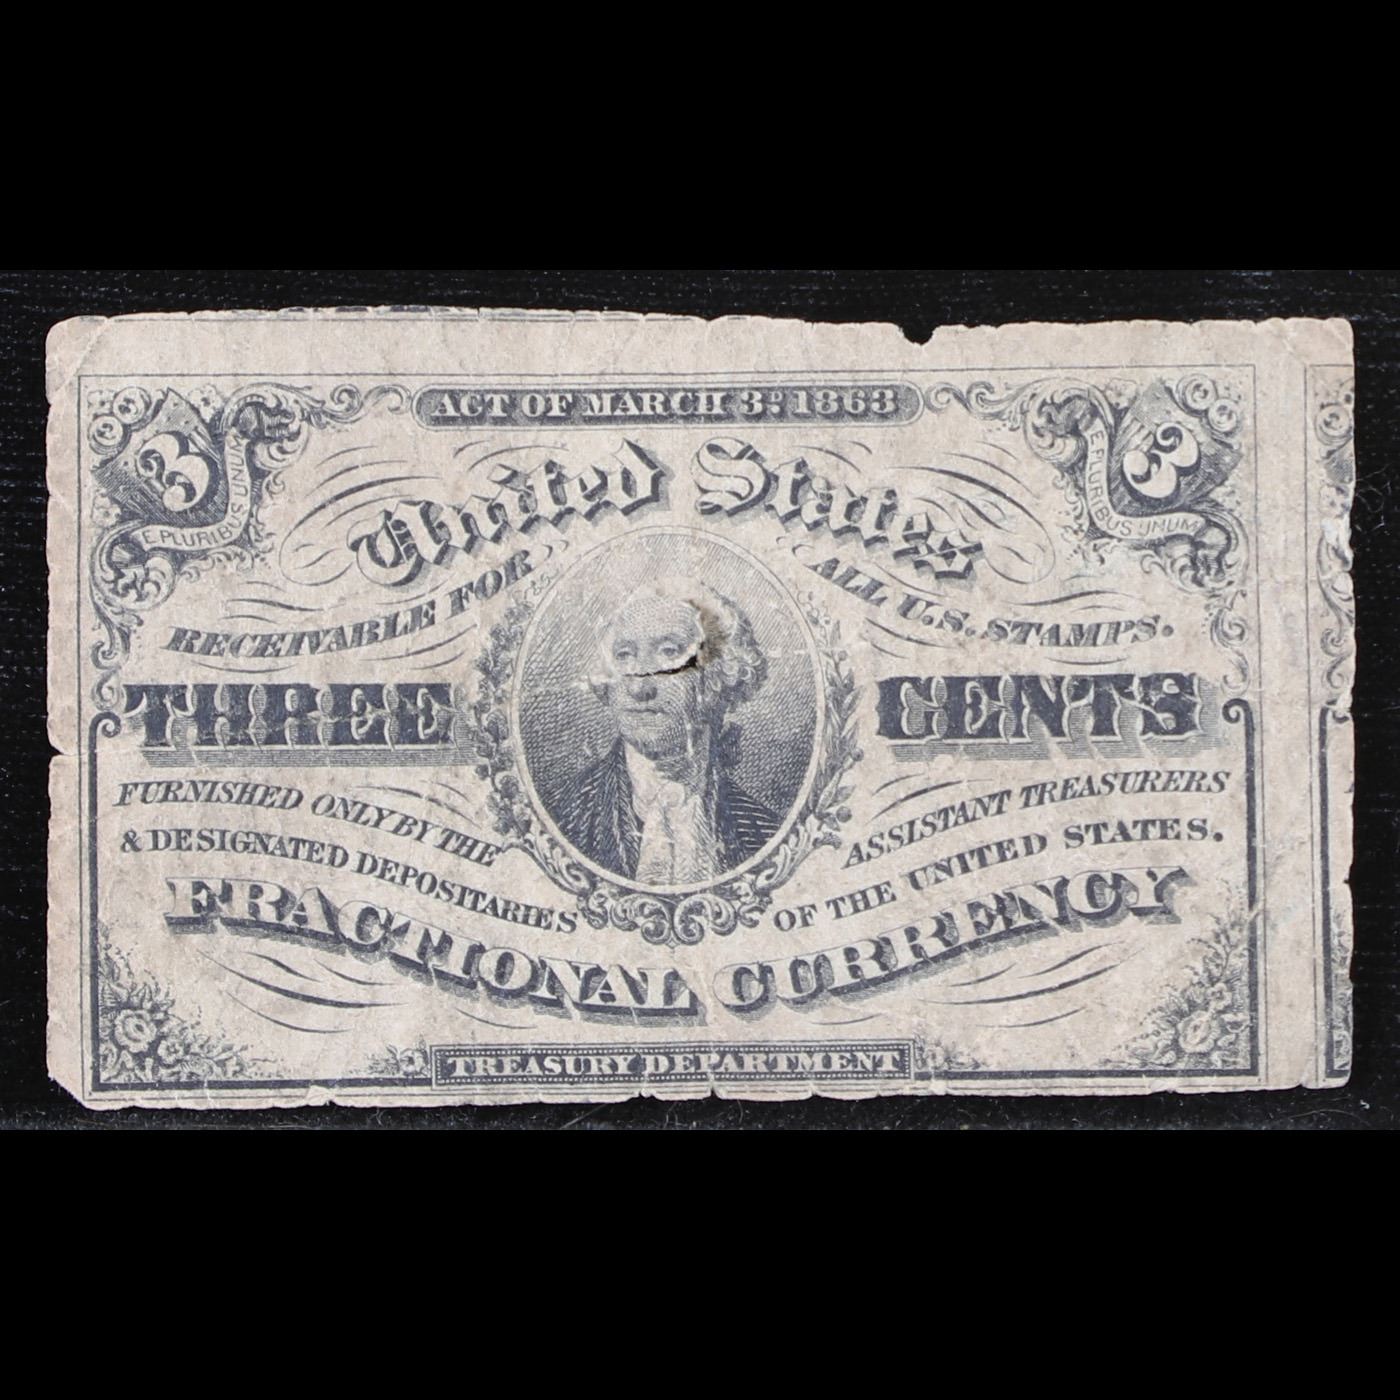 ACT OF MARCH 3D 1863
3 3
E PLURIBUS UNUM E PLURIBUS UNUM
United States
RECEIVABLE FOR ALL U.S. STAMPS.
THREE CENTS
FURNISHED ONLY BY THE ASSISTANT TREASURERS
& DESIGNATED DEPOSITARIES OF THE UNITED STATES.
FRACTIONAL CURRENCY
TREASURY DEPARTMENT